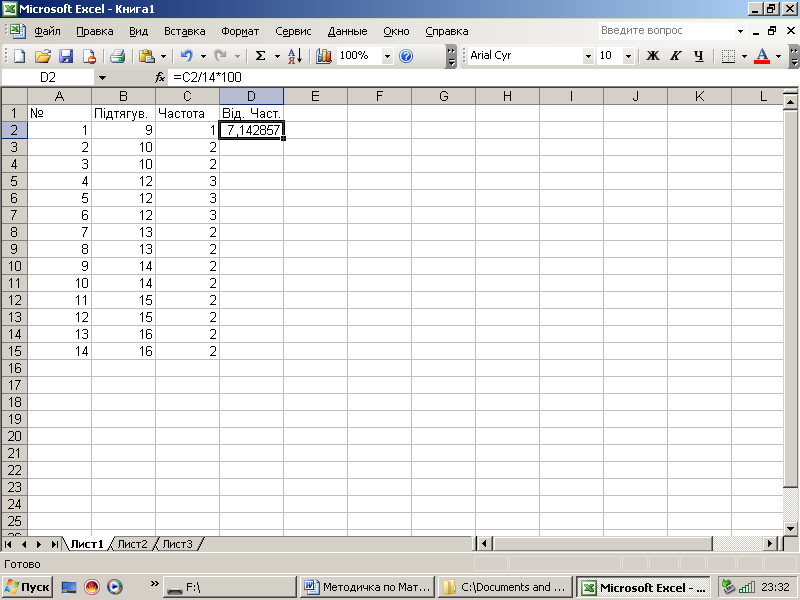 Microsoft Excel - Книга1
Файл Правка Вид Вставка Формат Сервис Данные Окно Справка Введите вопрос
Σ 100% Arial Cyr 10 Ж К Ч
D2 fx =C2/14*100
A B C D E F G H I J K L
1 № Підтягув. Частота Від. Част.
2 1 9 1 7,142857
3 2 10 2
4 3 10 2
5 4 12 3
6 5 12 3
7 6 12 3
8 7 13 2
9 8 13 2
10 9 14 2
11 10 14 2
12 11 15 2
13 12 15 2
14 13 16 2
15 14 16 2
16
17
18
19
20
21
22
23
24
25
Лист1 Лист2 Лист3
Готово
Пуск » F:\ Методичка по Мат... C:\Documents and ... Microsoft Excel - ... 23:32